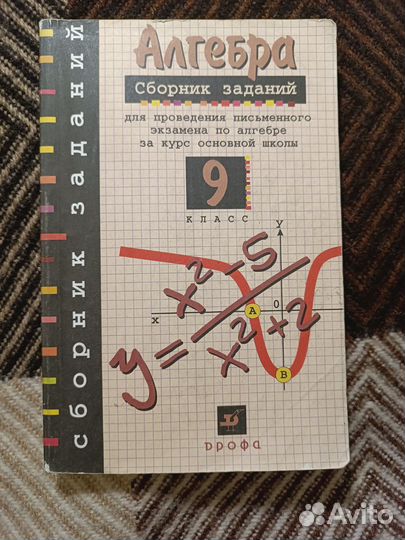 сборник заданий
Алгебра
Сборник заданий
для проведения письменного
экзамена по алгебре
за курс основной школы
9
КЛАСС
y = x² - 5
x² + 2
У
0
х
А
В
дрофа
Avito